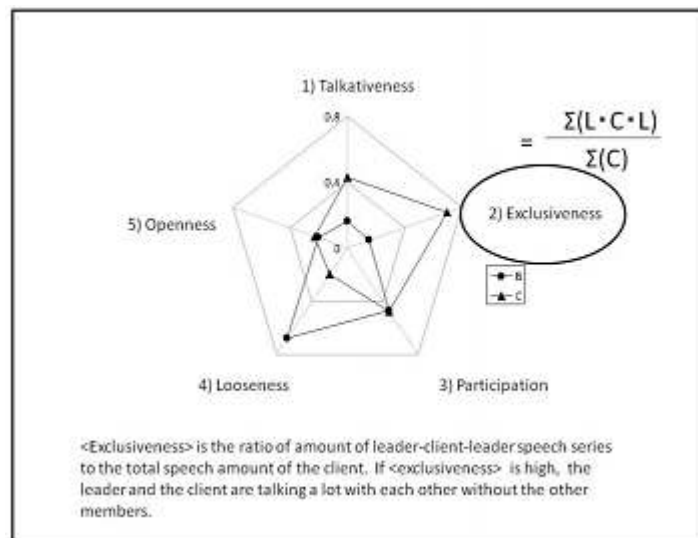 1) Talkativeness
0.8
Σ(L・C・L)
=
Σ(C)
0.4
2) Exclusiveness
5) Openness
0
B
C
4) Looseness
3) Participation
<Exclusiveness> is the ratio of amount of leader-client-leader speech series
to the total speech amount of the client. If <exclusiveness> is high, the
leader and the client are talking a lot with each other without the other
members.